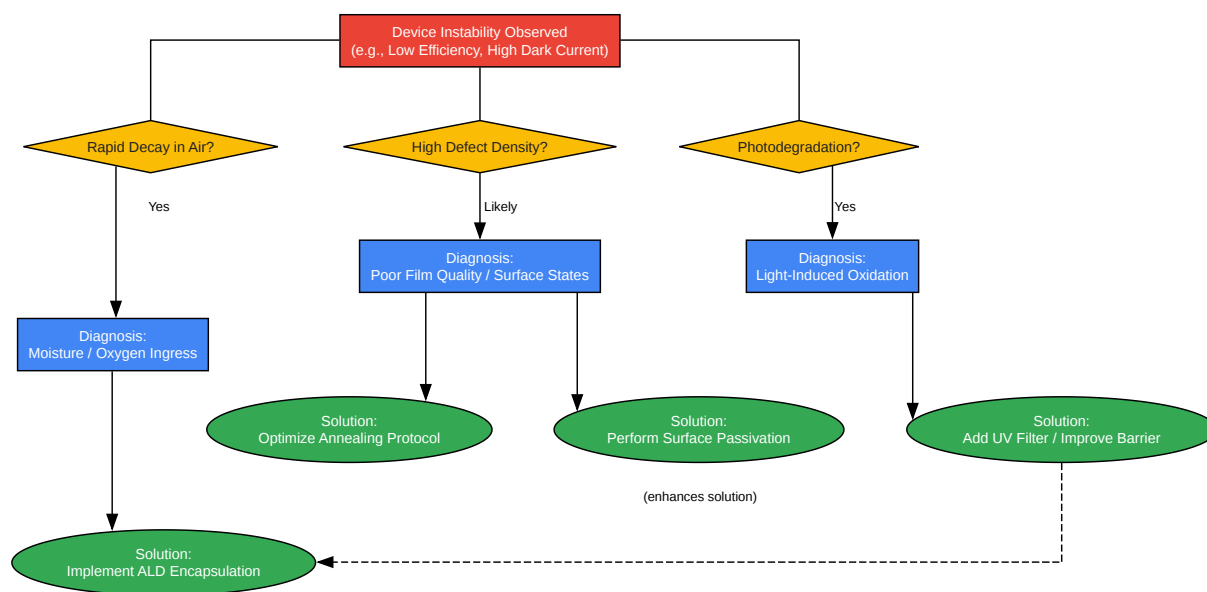 Device Instability Observed
(e.g., Low Efficiency, High Dark Current)
Rapid Decay in Air?
High Defect Density?
Photodegradation?
Yes
Likely
Yes
Diagnosis:
Poor Film Quality / Surface States
Diagnosis:
Light-Induced Oxidation
Diagnosis:
Moisture / Oxygen Ingress
Solution:
Optimize Annealing Protocol
Solution:
Perform Surface Passivation
Solution:
Add UV Filter / Improve Barrier
(enhances solution)
Solution:
Implement ALD Encapsulation